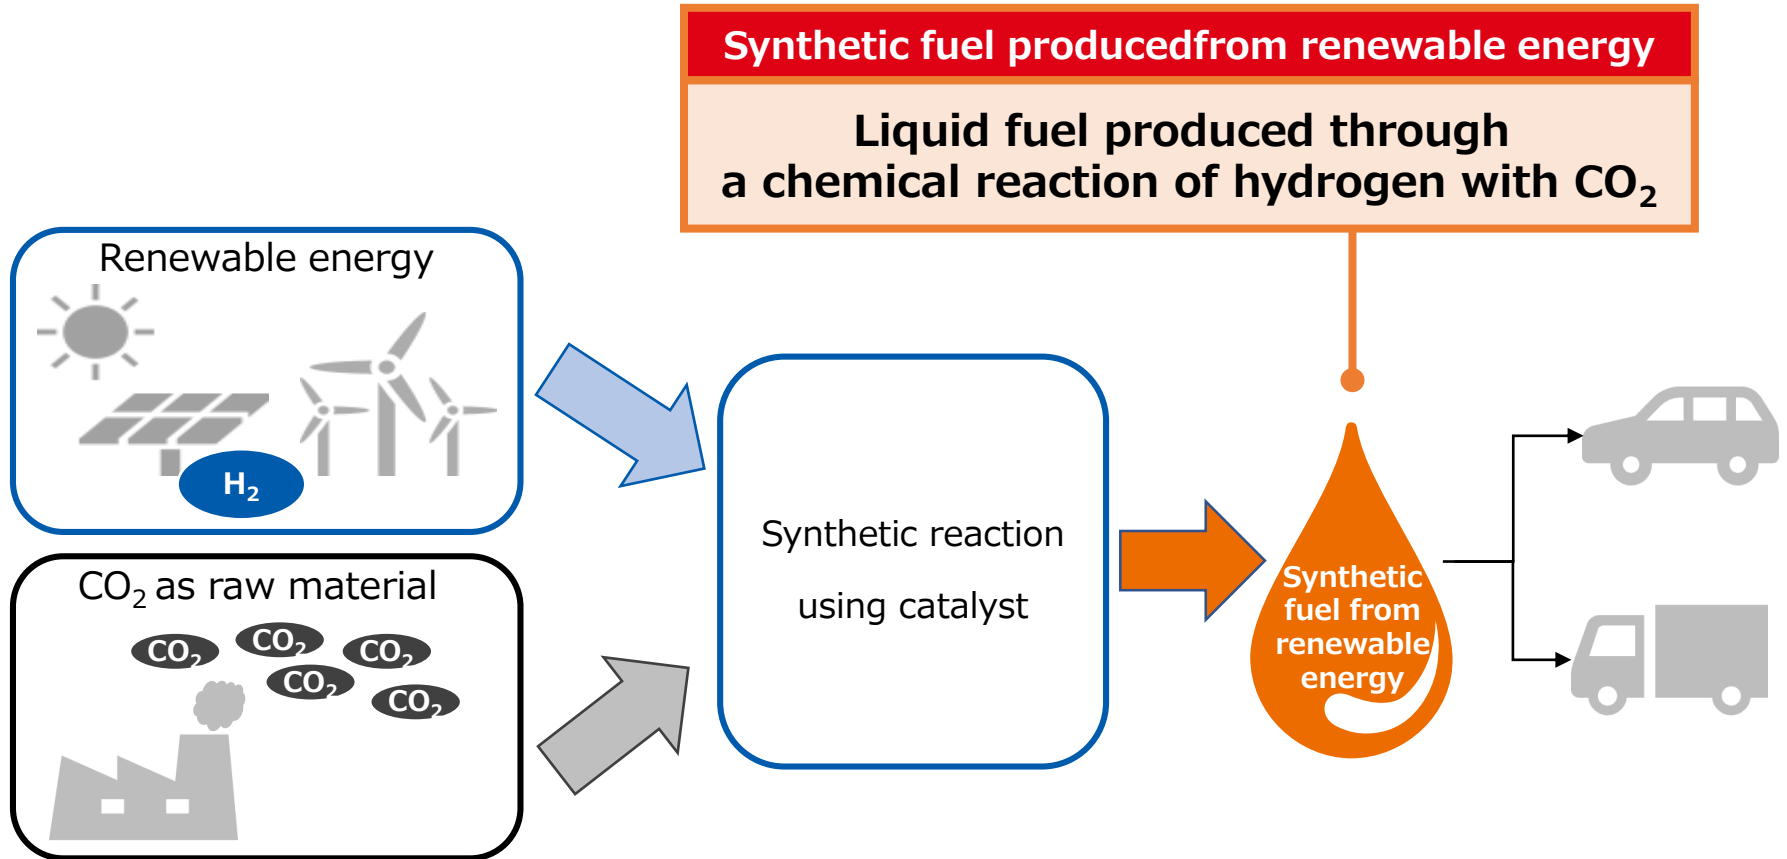 Synthetic fuel producedfrom renewable energy
Liquid fuel produced through
a chemical reaction of hydrogen with CO₂
Renewable energy
H₂
CO₂ as raw material
CO₂
CO₂
CO₂
CO₂
CO₂
Synthetic reaction
using catalyst
Synthetic
fuel from
renewable
energy